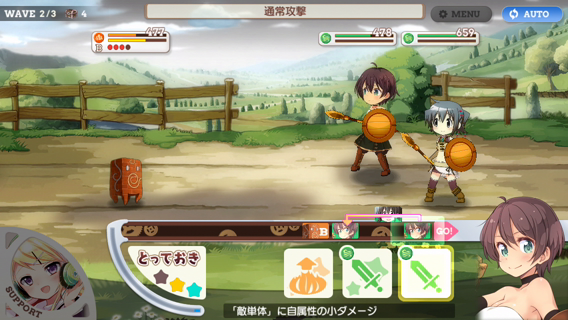 WAVE 2/3 4
通常攻撃
MENU
AUTO
477
B
478
659
B
GO!
とっておき
SUPPORT
「敵単体」に自属性の小ダメージ